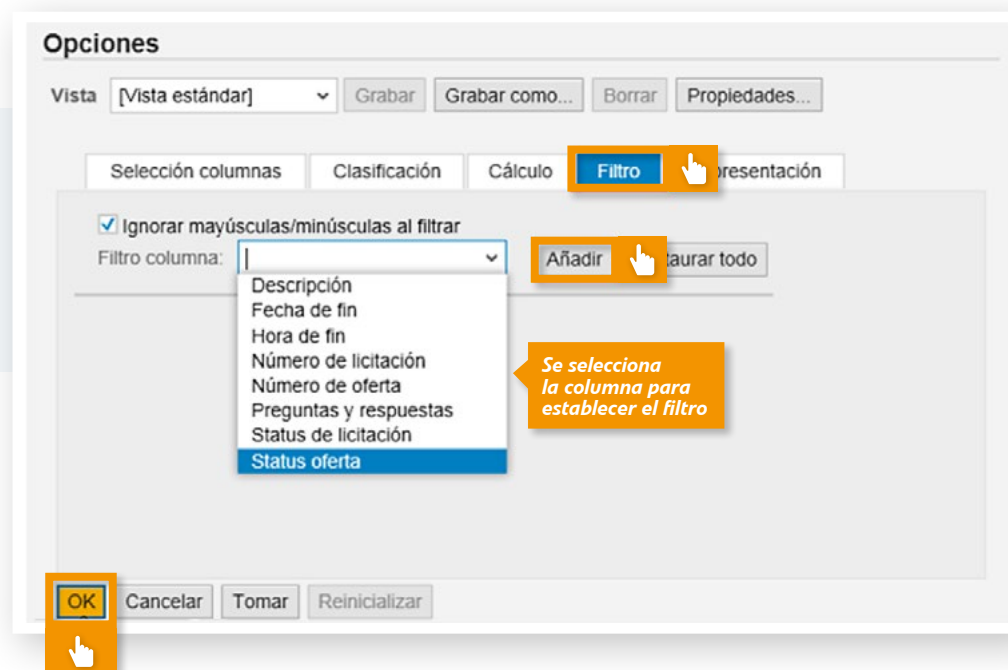 Opciones
Vista [Vista estándar] Grabar Grabar como... Borrar Propiedades...
Selección columnas Clasificación Cálculo Filtro presentación
Ignorar mayúsculas/minúsculas al filtrar
Filtro columna: Añadir taurar todo
Descripción
Fecha de fin
Hora de fin
Número de licitación
Número de oferta
Preguntas y respuestas
Status de licitación
Status oferta
Se selecciona
la columna para
establecer el filtro
OK Cancelar Tomar Reinicializar